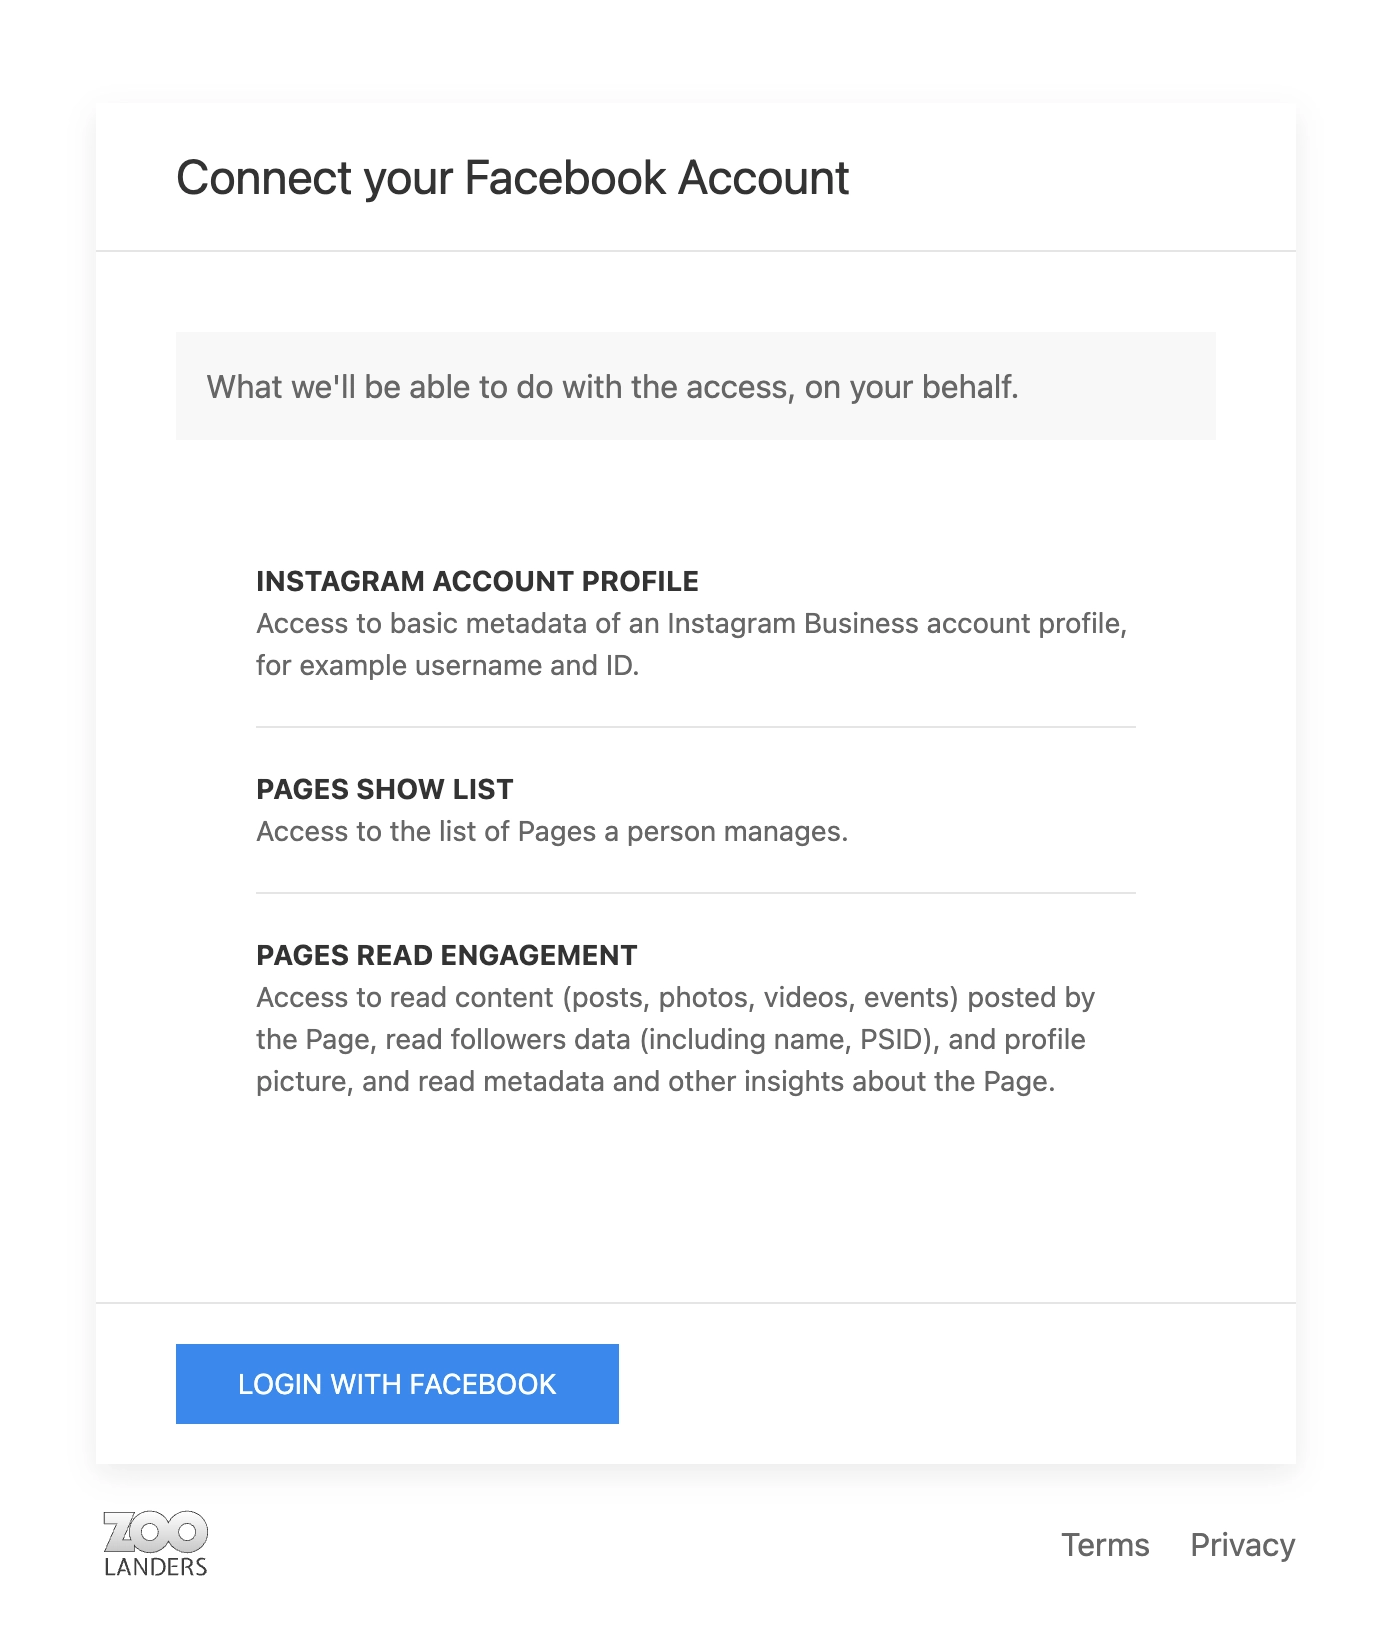 Connect your Facebook Account
What we'll be able to do with the access, on your behalf.
INSTAGRAM ACCOUNT PROFILE
Access to basic metadata of an Instagram Business account profile,
for example username and ID.
PAGES SHOW LIST
Access to the list of Pages a person manages.
PAGES READ ENGAGEMENT
Access to read content (posts, photos, videos, events) posted by
the Page, read followers data (including name, PSID), and profile
picture, and read metadata and other insights about the Page.
LOGIN WITH FACEBOOK
ZOO
LANDERS
Terms Privacy